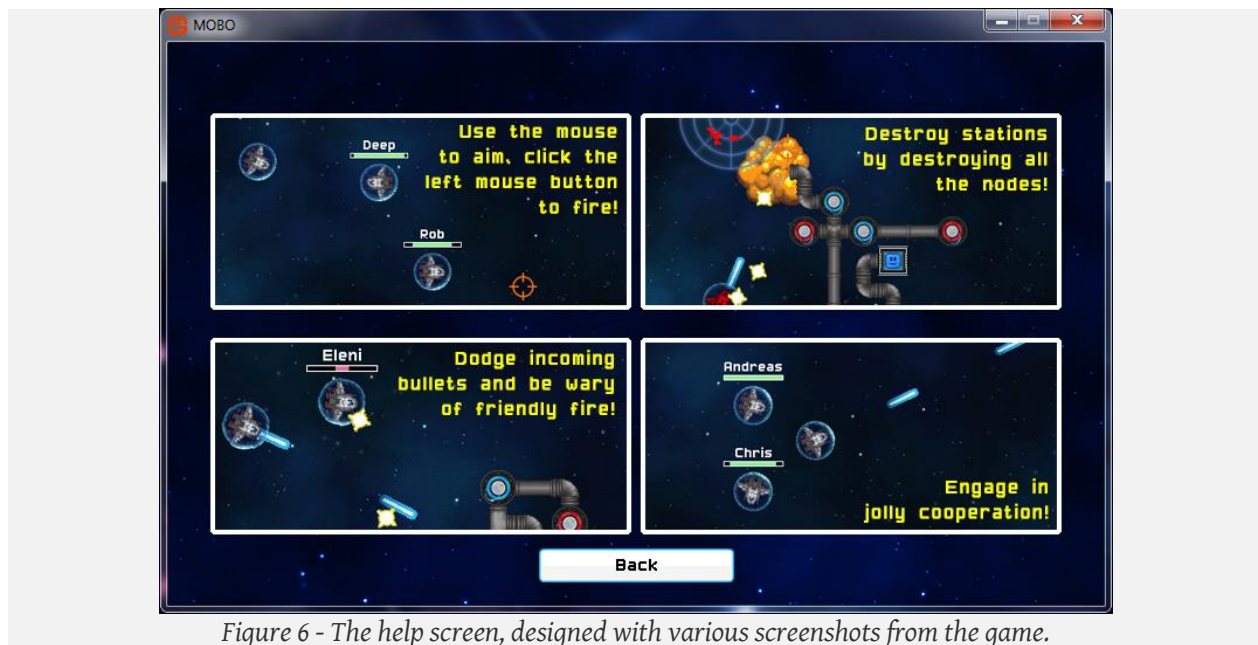 MOBO
Deep
Rob
Use the mouse
to aim, click the
left mouse button
to fire!
Destroy stations
by destroying all
the nodes!
Eleni
Dodge incoming
bullets and be wary
of friendly fire!
Andreas
Chris
Engage in
jolly cooperation!
Back
Figure 6 - The help screen, designed with various screenshots from the game.